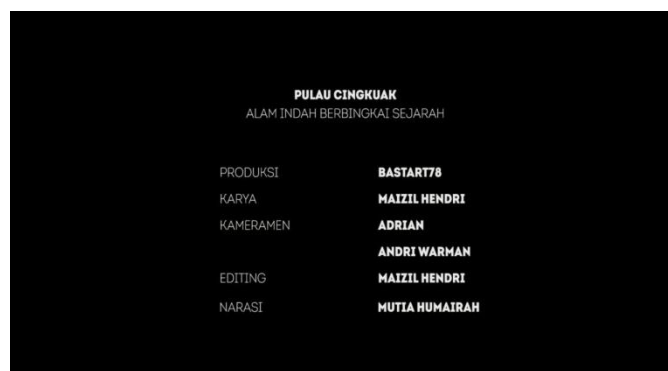 PULAU CINGKUAK
ALAM INDAH BERBINGKAI SEJARAH
PRODUKSI BASTART78
KARYA MAIZIL HENDRI
KAMERAMEN ADRIAN
ANDRI WARMAN
EDITING MAIZIL HENDRI
NARASI MUTIA HUMAIRAH